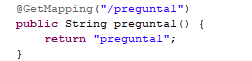 @GetMapping("/preguntal")
public String preguntal() {
return "preguntal";
}